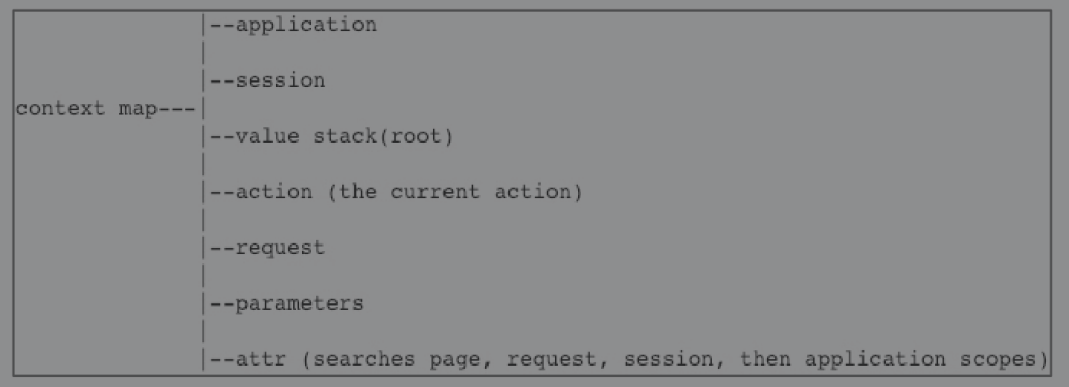 |--application
|
|--session
context map---|
|--value stack(root)
|
|--action (the current action)
|
|--request
|
|--parameters
|
|--attr (searches page, request, session, then application scopes)